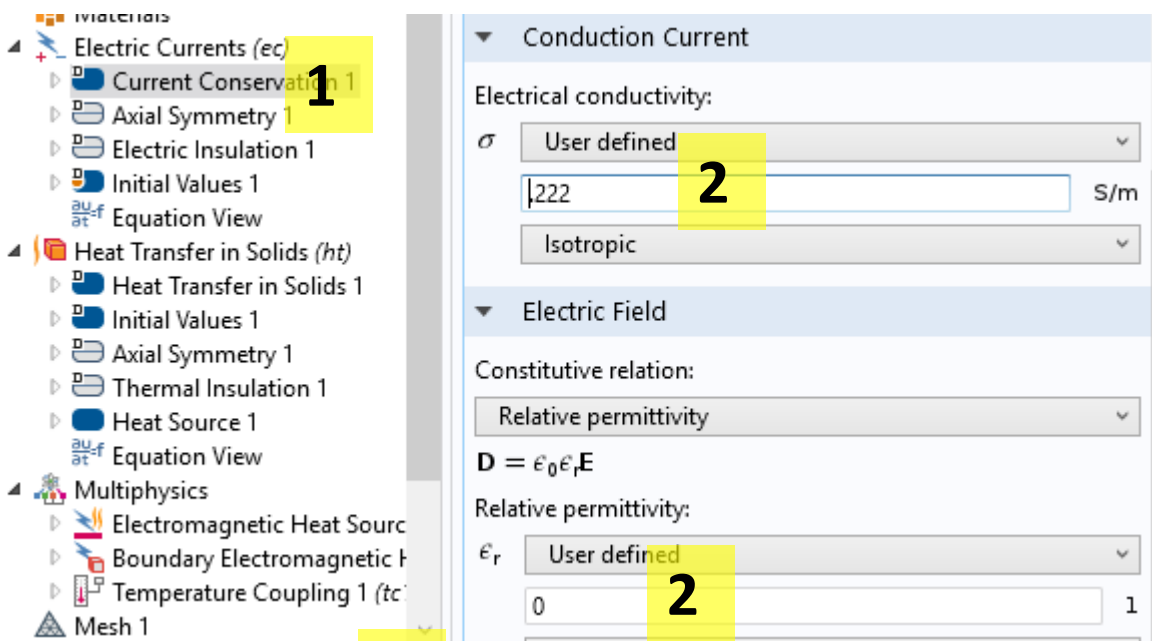 Materials
Electric Currents (ec)
Current Conservation 1
1
Axial Symmetry 1
Electric Insulation 1
Initial Values 1
∂u/∂t=f Equation View
Heat Transfer in Solids (ht)
Heat Transfer in Solids 1
Initial Values 1
Axial Symmetry 1
Thermal Insulation 1
Heat Source 1
∂u/∂t=f Equation View
Multiphysics
Electromagnetic Heat Sourc
Boundary Electromagnetic H
Temperature Coupling 1 (tc
Mesh 1
Conduction Current
Electrical conductivity:
σ User defined
.222 S/m
2
Isotropic
Electric Field
Constitutive relation:
Relative permittivity
D = ϵ₀ϵᵣE
Relative permittivity:
ϵᵣ User defined
0 1
2